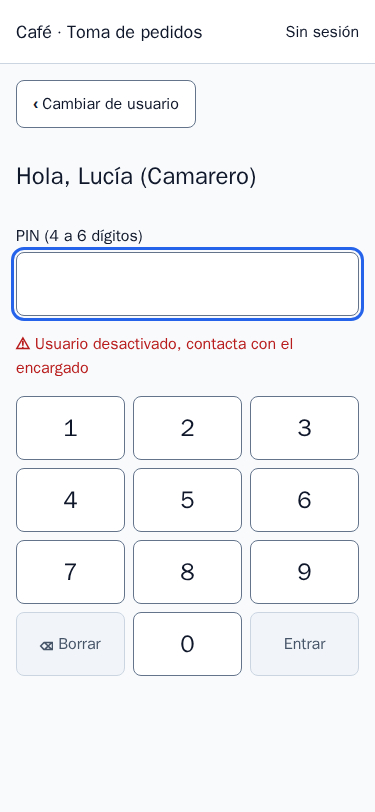 Café · Toma de pedidos
Sin sesión
‹ Cambiar de usuario
Hola, Lucía (Camarero)
PIN (4 a 6 dígitos)
⚠ Usuario desactivado, contacta con el
encargado
1 2 3
4 5 6
7 8 9
⌫ Borrar 0 Entrar